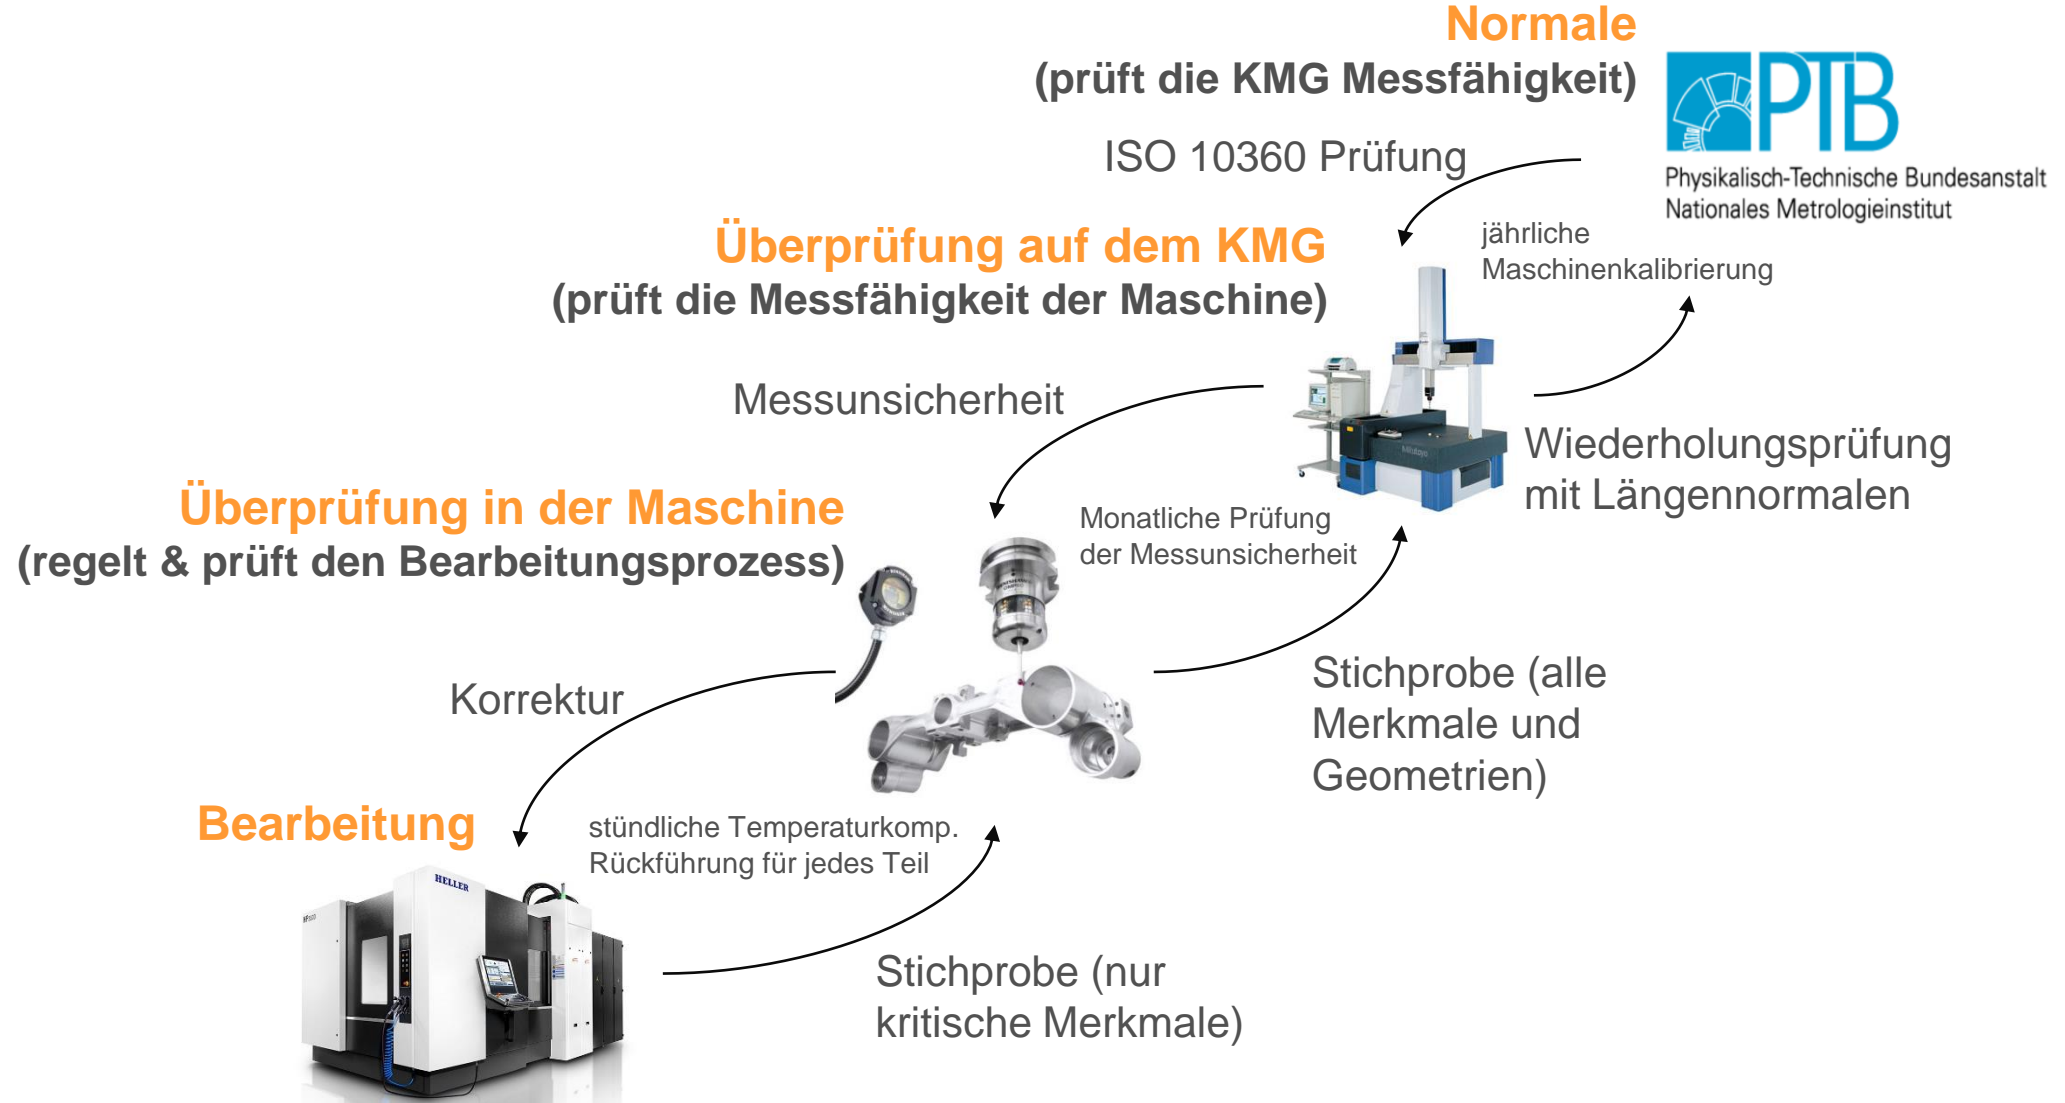 Normale
(prüft die KMG Messfähigkeit)
PTB
Physikalisch-Technische Bundesanstalt
Nationales Metrologieinstitut
ISO 10360 Prüfung
jährliche
Maschinenkalibrierung
Überprüfung auf dem KMG
(prüft die Messfähigkeit der Maschine)
Messunsicherheit
Mitutoyo
Wiederholungsprüfung
mit Längennormalen
Überprüfung in der Maschine
(regelt & prüft den Bearbeitungsprozess)
Monatliche Prüfung
der Messunsicherheit
Korrektur
Stichprobe (alle
Merkmale und
Geometrien)
Bearbeitung
stündliche Temperaturkomp.
Rückführung für jedes Teil
HELLER
Stichprobe (nur
kritische Merkmale)